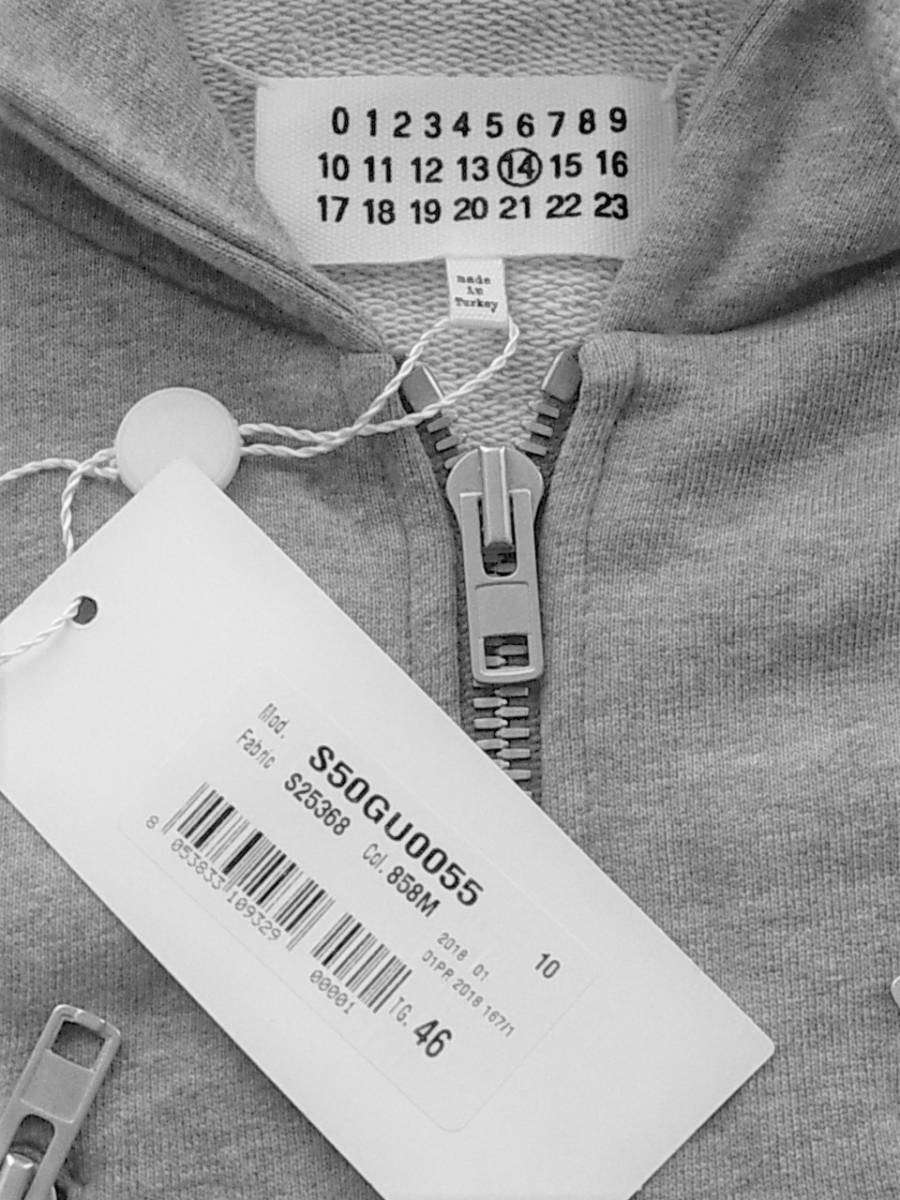 0 1 2 3 4 5 6 7 8 9
10 11 12 13 14 15 16
17 18 19 20 21 22 23
made
in
Turkey
Mod. S50GU0055
Fabric S25368 Col. 858M
8 053833 109329
00001
2018 01
01PR 2018 167/1
10
TG. 46